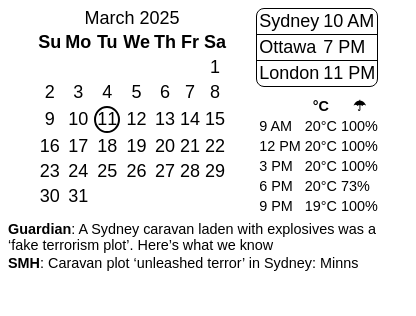 March 2025
Su Mo Tu We Th Fr Sa
1
2 3 4 5 6 7 8
9 10 11 12 13 14 15
16 17 18 19 20 21 22
23 24 25 26 27 28 29
30 31
Sydney 10 AM
Ottawa 7 PM
London 11 PM
°C ☂
9 AM 20°C 100%
12 PM 20°C 100%
3 PM 20°C 100%
6 PM 20°C 73%
9 PM 19°C 100%
Guardian: A Sydney caravan laden with explosives was a
‘fake terrorism plot’. Here’s what we know
SMH: Caravan plot ‘unleashed terror’ in Sydney: Minns